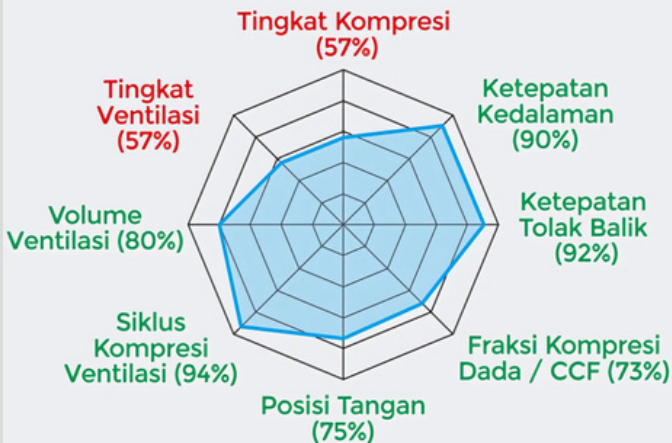 Tingkat Kompresi
(57%)
Ketepatan
Kedalaman
(90%)
Ketepatan
Tolak Balik
(92%)
Fraksi Kompresi
Dada / CCF (73%)
Posisi Tangan
(75%)
Siklus
Kompresi
Ventilasi (94%)
Volume
Ventilasi (80%)
Tingkat
Ventilasi
(57%)